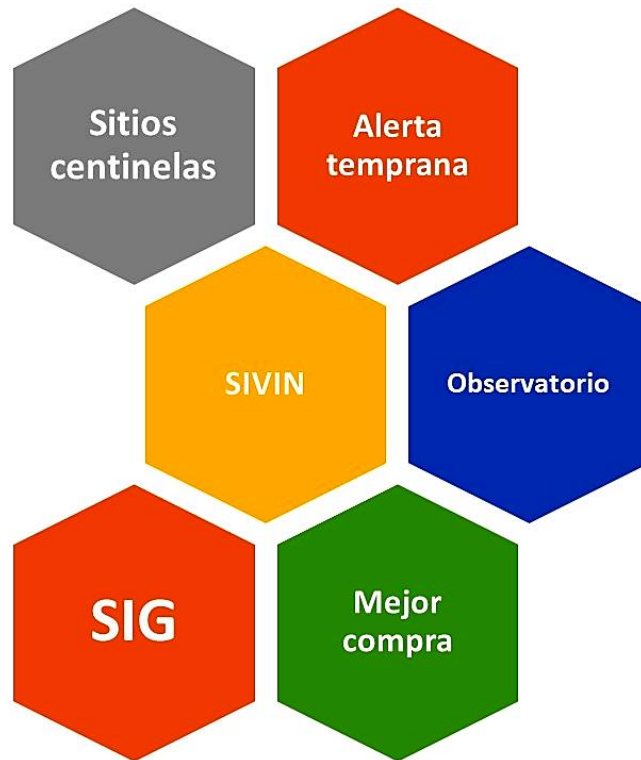 Sitios
centinelas
Alerta
temprana
SIVIN
Observatorio
SIG
Mejor
compra